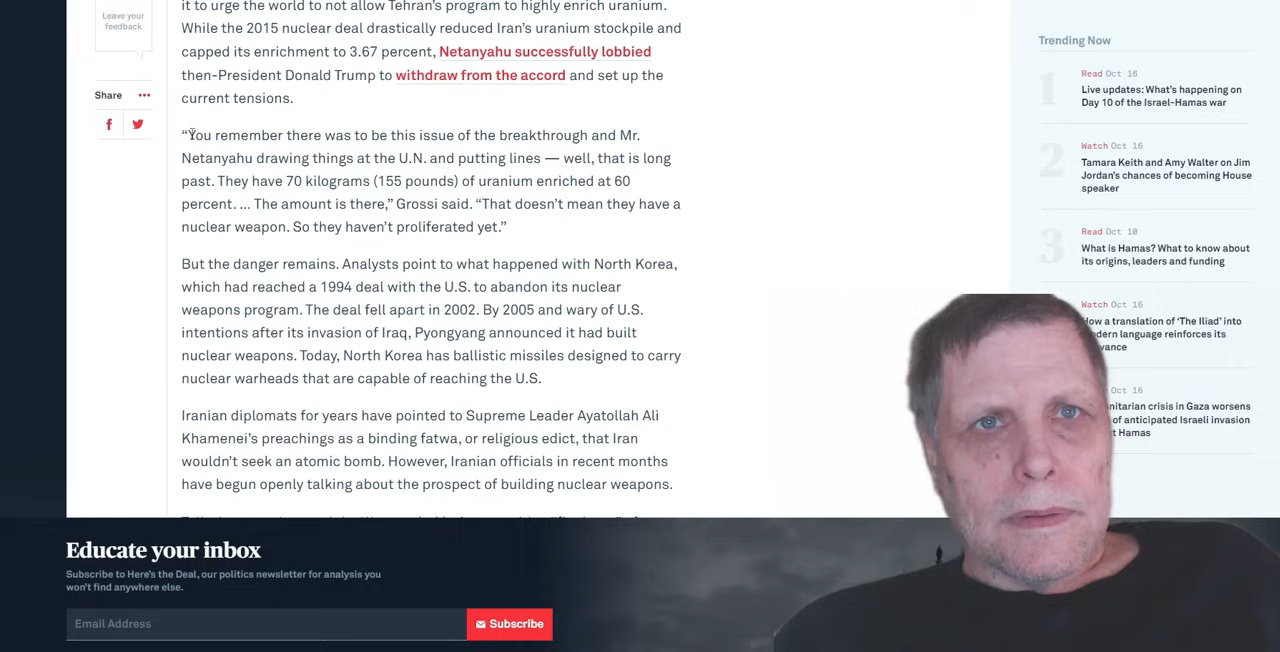 Leave your
feedback
Share
it to urge the world to not allow Tehran's program to highly enrich uranium.
While the 2015 nuclear deal drastically reduced Iran's uranium stockpile and
capped its enrichment to 3.67 percent, Netanyahu successfully lobbied
then-President Donald Trump to withdraw from the accord and set up the
current tensions.
“You remember there was to be this issue of the breakthrough and Mr.
Netanyahu drawing things at the U.N. and putting lines — well, that is long
past. They have 70 kilograms (155 pounds) of uranium enriched at 60
percent. … The amount is there,” Grossi said. “That doesn't mean they have a
nuclear weapon. So they haven't proliferated yet.”
But the danger remains. Analysts point to what happened with North Korea,
which had reached a 1994 deal with the U.S. to abandon its nuclear
weapons program. The deal fell apart in 2002. By 2005 and wary of U.S.
intentions after its invasion of Iraq, Pyongyang announced it had built
nuclear weapons. Today, North Korea has ballistic missiles designed to carry
nuclear warheads that are capable of reaching the U.S.
Iranian diplomats for years have pointed to Supreme Leader Ayatollah Ali
Khamenei's preachings as a binding fatwa, or religious edict, that Iran
wouldn't seek an atomic bomb. However, Iranian officials in recent months
have begun openly talking about the prospect of building nuclear weapons.
Trending Now
1
Read Oct 16
Live updates: What's happening on
Day 10 of the Israel-Hamas war
2
Watch Oct 16
Tamara Keith and Amy Walter on Jim
Jordan's chances of becoming House
speaker
3
Read Oct 10
What is Hamas? What to know about
its origins, leaders and funding
Watch Oct 16
How a translation of ‘The Iliad’ into
Oct 16
crisis in Gaza worsens
of anticipated Israeli invasion
Hamas
Educate your inbox
Subscribe to Here's the Deal, our politics newsletter for analysis you
won't find anywhere else.
Email Address
Subscribe